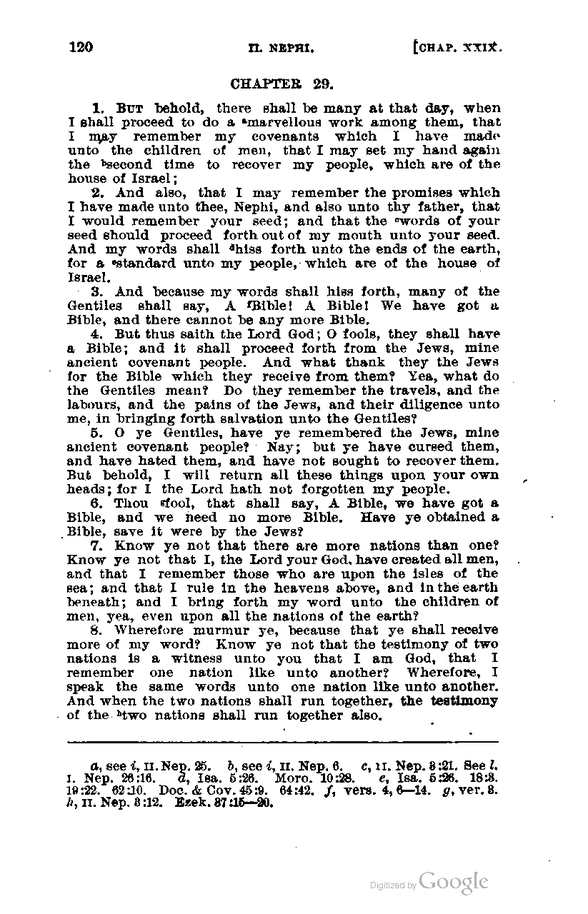 120 II. NEPHI. [CHAP. XXIX.
CHAPTER 29.
1. BUT behold, there shall be many at that day, when
I shall proceed to do a ᵃmarvellous work among them, that
I may remember my covenants which I have made
unto the children of men, that I may set my hand again
the ᵇsecond time to recover my people, which are of the
house of Israel;
2. And also, that I may remember the promises which
I have made unto thee, Nephi, and also unto thy father, that
I would remember your seed; and that the ᶜwords of your
seed should proceed forth out of my mouth unto your seed.
And my words shall ᵈhiss forth unto the ends of the earth,
for a ᵉstandard unto my people, which are of the house of
Israel.
3. And because my words shall hiss forth, many of the
Gentiles shall say, A ᶠBible! A Bible! We have got a
Bible, and there cannot be any more Bible.
4. But thus saith the Lord God; O fools, they shall have
a Bible; and it shall proceed forth from the Jews, mine
ancient covenant people. And what thank they the Jews
for the Bible which they receive from them? Yea, what do
the Gentiles mean? Do they remember the travels, and the
labours, and the pains of the Jews, and their diligence unto
me, in bringing forth salvation unto the Gentiles?
5. O ye Gentiles, have ye remembered the Jews, mine
ancient covenant people? Nay; but ye have cursed them,
and have hated them, and have not sought to recover them.
But behold, I will return all these things upon your own
heads; for I the Lord hath not forgotten my people.
6. Thou ᵍfool, that shall say, A Bible, we have got a
Bible, and we need no more Bible. Have ye obtained a
Bible, save it were by the Jews?
7. Know ye not that there are more nations than one?
Know ye not that I, the Lord your God, have created all men,
and that I remember those who are upon the isles of the
sea; and that I rule in the heavens above, and in the earth
beneath; and I bring forth my word unto the children of
men, yea, even upon all the nations of the earth?
8. Wherefore murmur ye, because that ye shall receive
more of my word? Know ye not that the testimony of two
nations is a witness unto you that I am God, that I
remember one nation like unto another? Wherefore, I
speak the same words unto one nation like unto another.
And when the two nations shall run together, the testimony
of the ʰtwo nations shall run together also.
a, see i, II. Nep. 25. b, see i, II. Nep. 6. c, II. Nep. 3:21. See l.
I. Nep. 26:16. d, Isa. 5:26. Moro. 10:28. e, Isa. 5:26. 18:3.
19:22. 62:10. Doc. & Cov. 45:9. 64:42. f, vers. 4, 6—14. g, ver. 3.
h, II. Nep. 3:12. Ezek. 37:15—20.
Digitized by Google